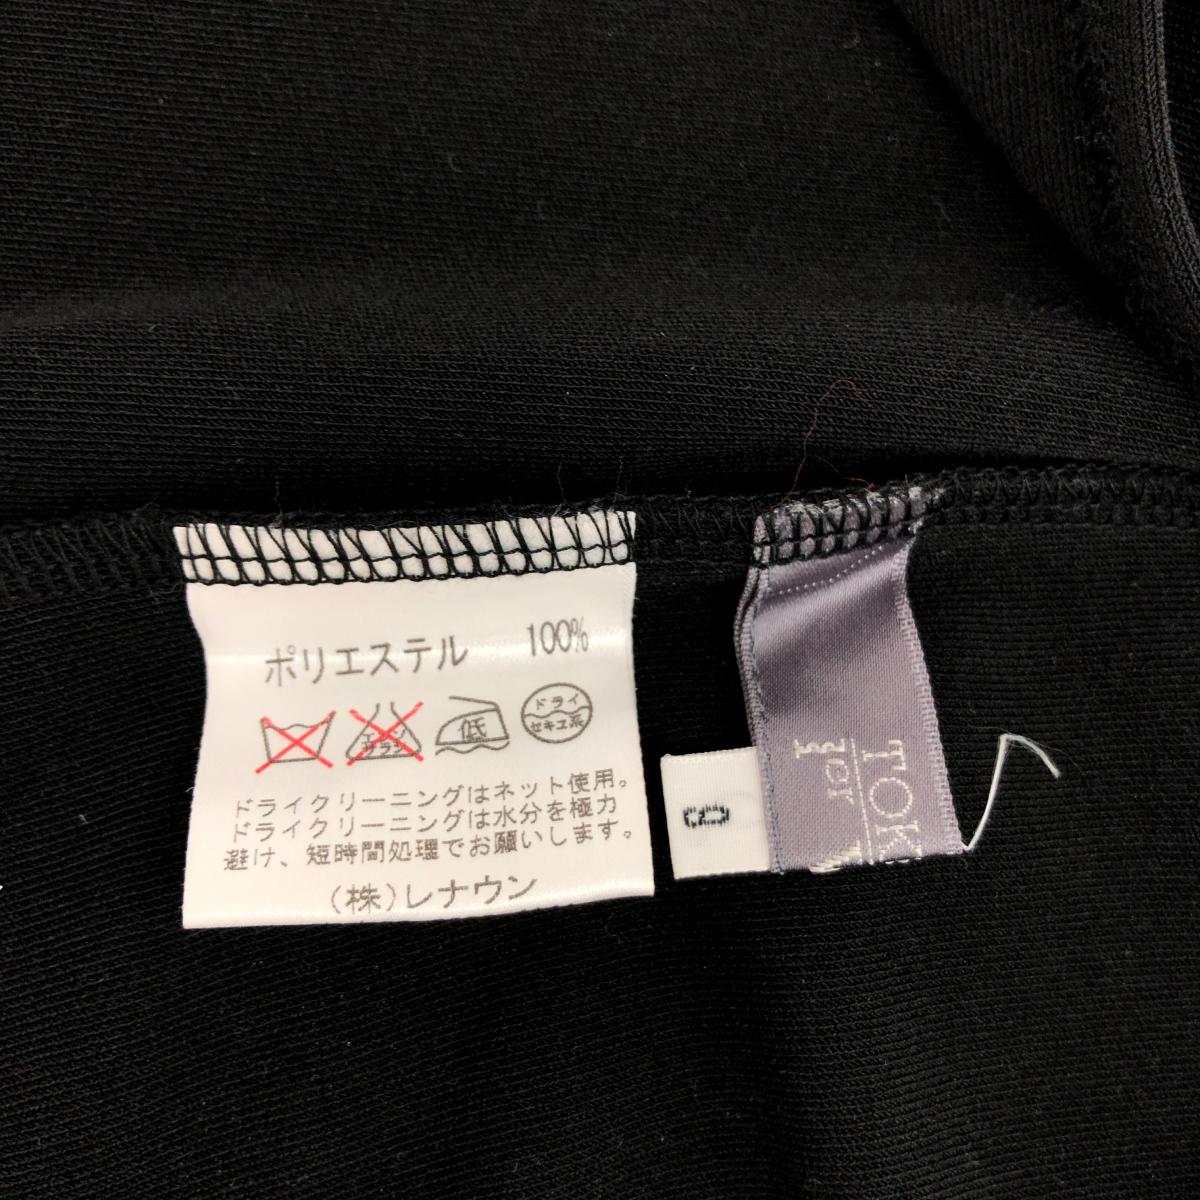 ポリエステル 100%
エンソ
サラシ
低
ドライ
セキユ系
ドライクリーニングはネット使用。
ドライクリーニングは水分を極力
避け、短時間処理でお願いします。
(株)レナウン
8
TOK
for